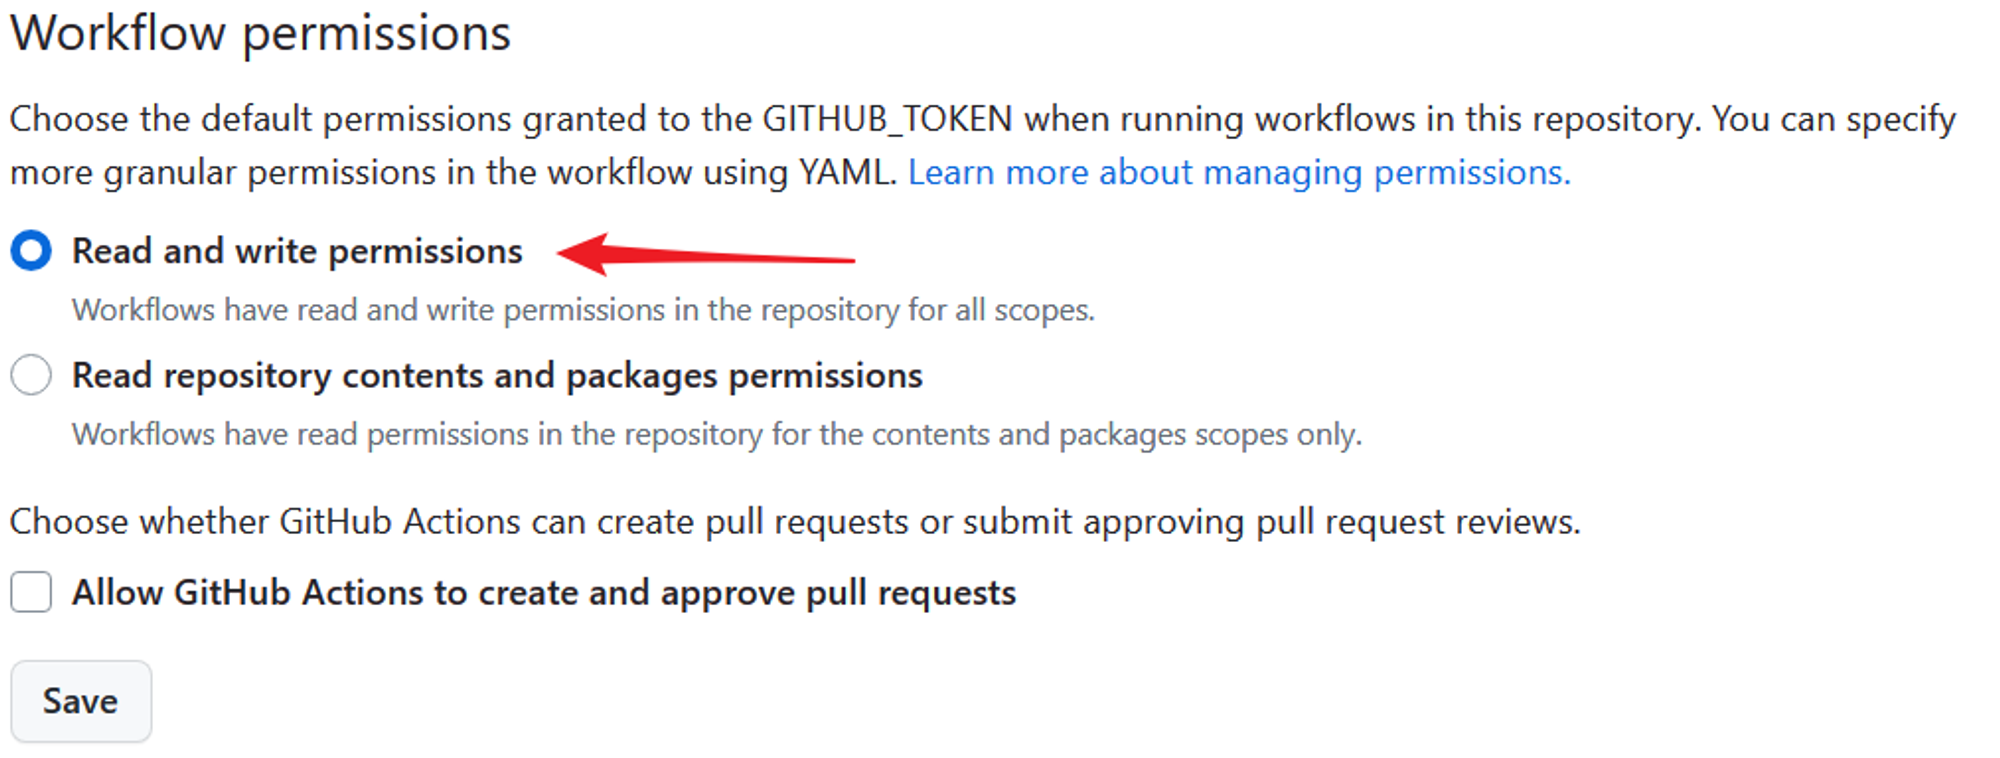 Workflow permissions
Choose the default permissions granted to the GITHUB_TOKEN when running workflows in this repository. You can specify
more granular permissions in the workflow using YAML. Learn more about managing permissions.
Read and write permissions
Workflows have read and write permissions in the repository for all scopes.
Read repository contents and packages permissions
Workflows have read permissions in the repository for the contents and packages scopes only.
Choose whether GitHub Actions can create pull requests or submit approving pull request reviews.
Allow GitHub Actions to create and approve pull requests
Save